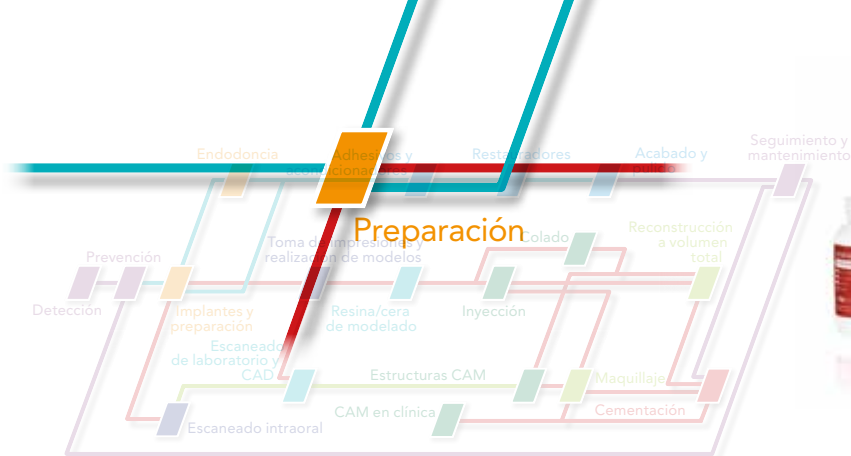 Seguimiento y
mantenimiento
Endodoncia
Adhesivos y
acondicionadores
Restauradores
Acabado y
pulido
Preparación
Colado
Reconstrucción
a volumen
total
Toma de impresiones y
realización de modelos
Prevención
Detección
Implantes y
preparación
Resina/cera
de modelado
Inyección
Escaneado
de laboratorio y
CAD
Estructuras CAM
Maquillaje
CAM en clínica
Cementación
Escaneado intraoral